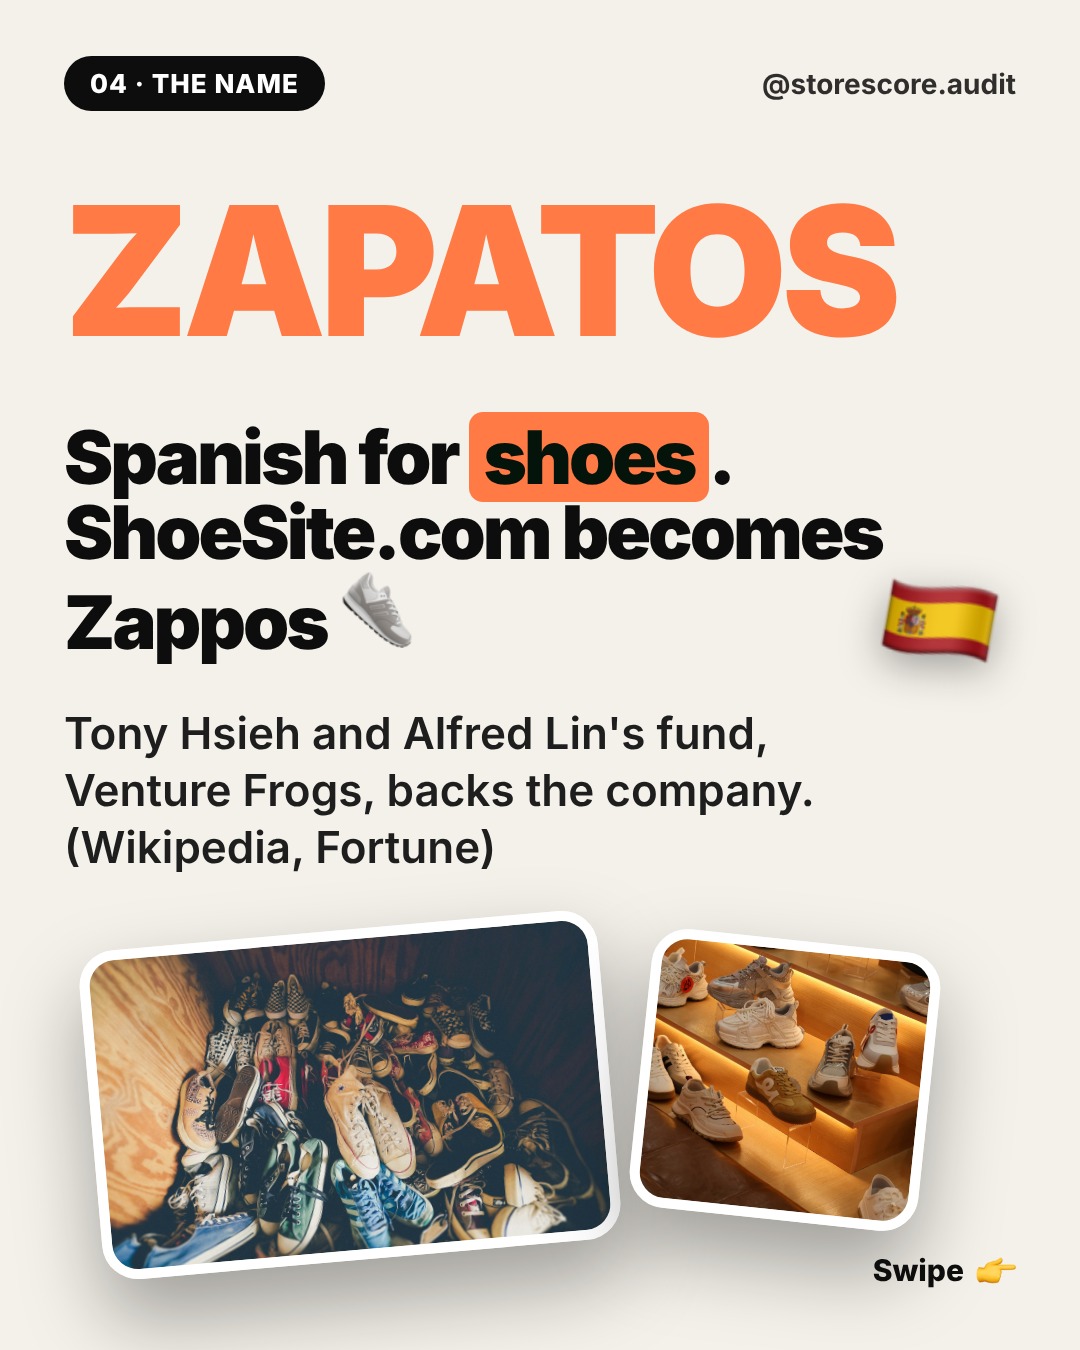 04 · THE NAME
@storescore.audit
ZAPATOS
Spanish for shoes.
ShoeSite.com becomes
Zappos
Tony Hsieh and Alfred Lin's fund,
Venture Frogs, backs the company.
(Wikipedia, Fortune)
Swipe 👉